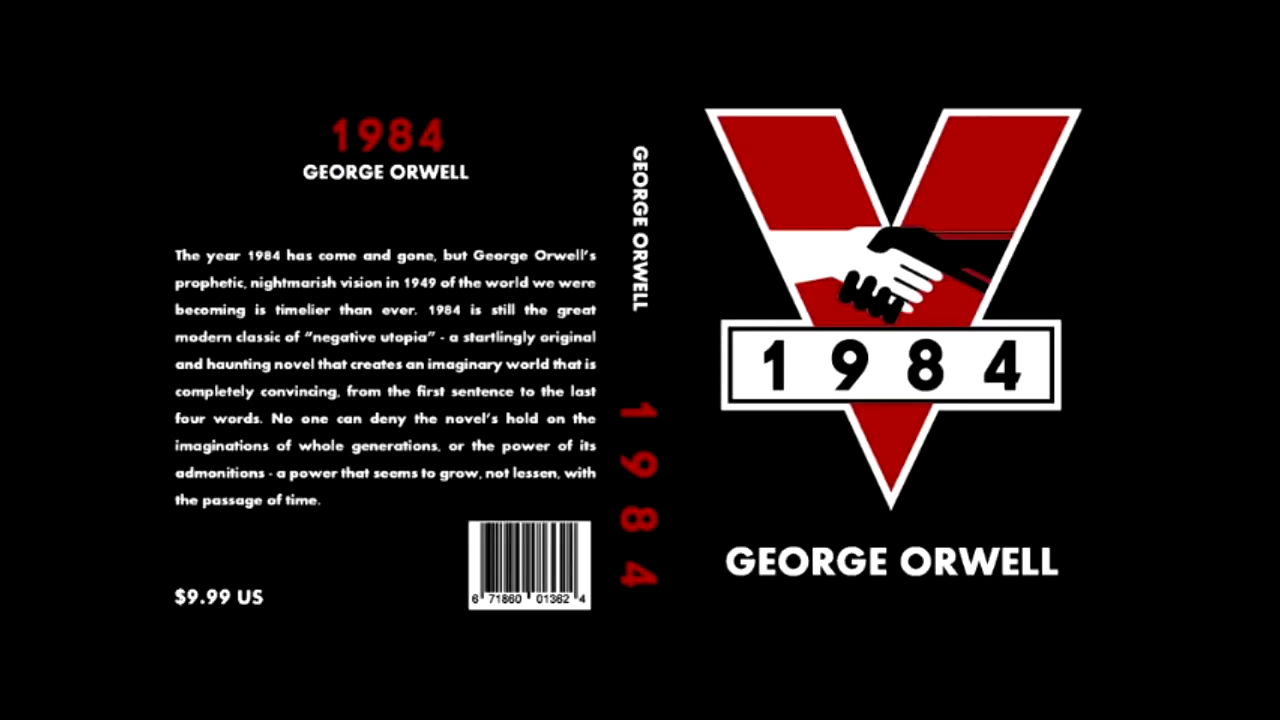 1984
GEORGE ORWELL
The year 1984 has come and gone, but George Orwell's
prophetic, nightmarish vision in 1949 of the world we were
becoming is timelier than ever. 1984 is still the great
modern classic of “negative utopia” - a startlingly original
and haunting novel that creates an imaginary world that is
completely convincing, from the first sentence to the last
four words. No one can deny the novel's hold on the
imaginations of whole generations, or the power of its
admonitions - a power that seems to grow, not lessen, with
the passage of time.
$9.99 US
6 71860 01362 4
GEORGE ORWELL
1984
1984
GEORGE ORWELL